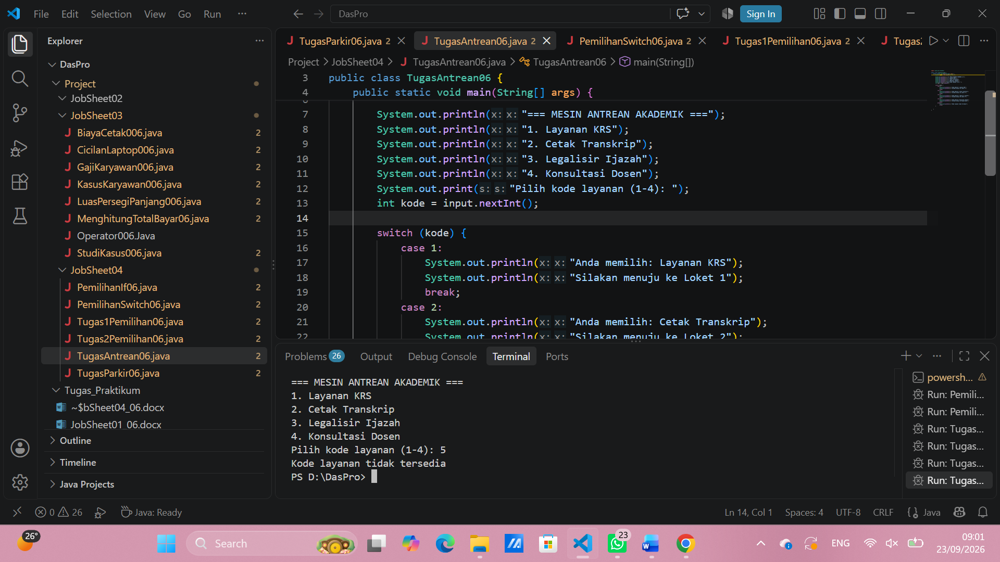 File Edit Selection View Go Run ···
DasPro
Sign In
Explorer
DasPro
Project
JobSheet02
JobSheet03
BiayaCetak006.java 2
CicilanLaptop006.java 2
GajiKaryawan006.java 2
KasusKaryawan006.java 2
LuasPersegiPanjang006.java 2
MenghitungTotalBayar06.java 2
Operator006.Java
StudiKasus006.java 2
JobSheet04
PemilihanIf06.java 2
PemilihanSwitch06.java 2
Tugas1Pemilihan06.java 2
Tugas2Pemilihan06.java 2
TugasAntrean06.java 2
TugasParkir06.java 2
Tugas_Praktikum
~$bSheet04_06.docx
JobSheet01_06.docx
Outline
Timeline
Java Projects
TugasParkir06.java 2 TugasAntrean06.java 2 PemilihanSwitch06.java 2 Tugas1Pemilihan06.java 2 Tugas2
Project > JobSheet04 > TugasAntrean06.java > TugasAntrean06 > main(String[])
3 public class TugasAntrean06 {
4 public static void main(String[] args) {
7 System.out.println(x: x: "=== MESIN ANTREAN AKADEMIK ===");
8 System.out.println(x: x: "1. Layanan KRS");
9 System.out.println(x: x: "2. Cetak Transkrip");
10 System.out.println(x: x: "3. Legalisir Ijazah");
11 System.out.println(x: x: "4. Konsultasi Dosen");
12 System.out.print(s: s: "Pilih kode layanan (1-4): ");
13 int kode = input.nextInt();
14
15 switch (kode) {
16 case 1:
17 System.out.println(x: x: "Anda memilih: Layanan KRS");
18 System.out.println(x: x: "Silakan menuju ke Loket 1");
19 break;
20 case 2:
21 System.out.println(x: x: "Anda memilih: Cetak Transkrip");
22 System.out.println(x: x: "Silakan menuju ke Loket 2");
Problems 26 Output Debug Console Terminal Ports
=== MESIN ANTREAN AKADEMIK ===
1. Layanan KRS
2. Cetak Transkrip
3. Legalisir Ijazah
4. Konsultasi Dosen
Pilih kode layanan (1-4): 5
Kode layanan tidak tersedia
PS D:\DasPro>
powersh...
Run: Pemili...
Run: Pemili...
Run: Tugas...
Run: Tugas...
Run: Tugas...
Run: Tugas...
0 26 Java: Ready Ln 14, Col 1 Spaces: 4 UTF-8 CRLF Java
26° Search 23 ENG 09:01
23/09/2026